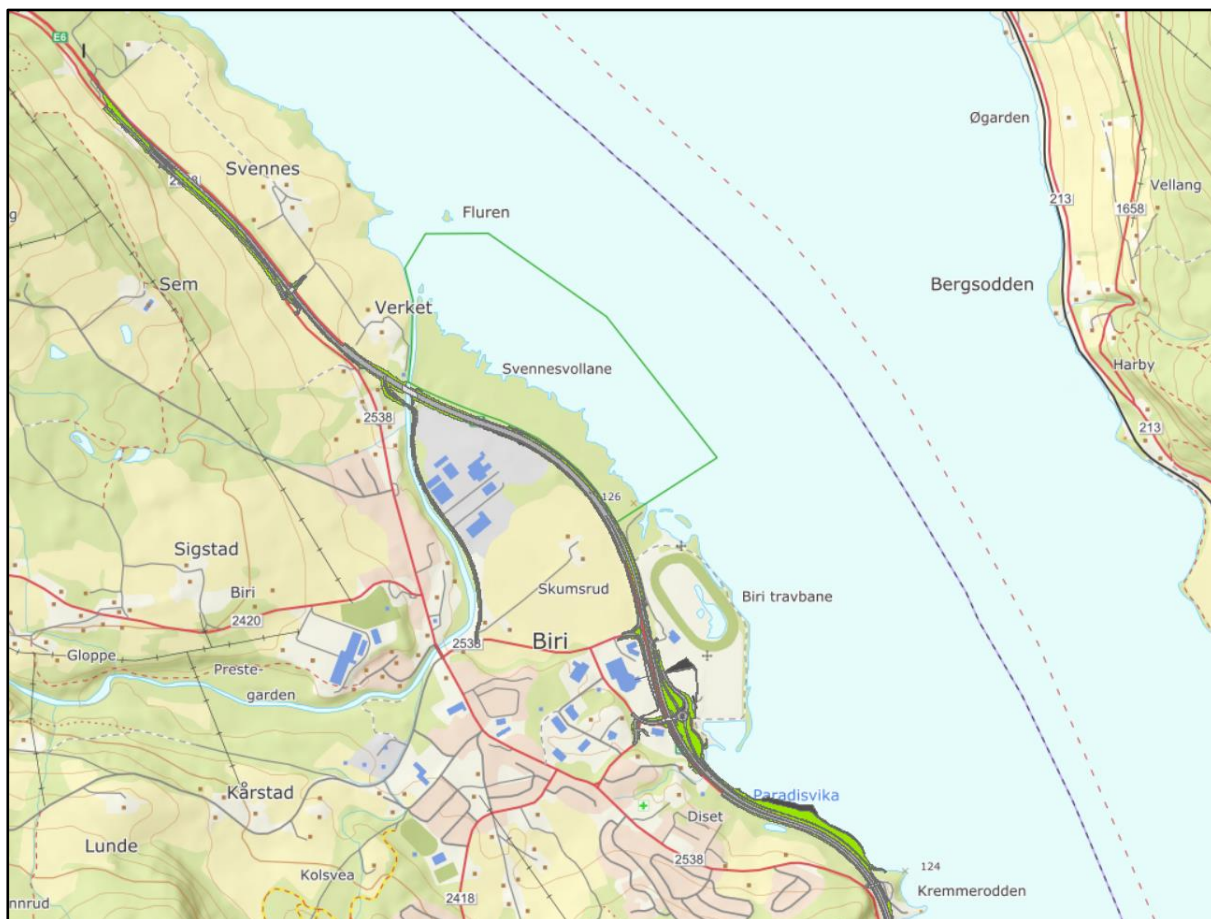 E6
Øgarden
Svennes
Vellang
213
1658
Fluren
g
Sem
Bergsodden
Verket
Svennesvollane
Harby
2538
213
126
Sigstad
Biri
Skumsrud
Biri travbane
2420
2538
Biri
Gloppe
Preste-
garden
Kårstad
Paradisvika
Diset
Lunde
2538
124
Kolsvea
Kremmerodden
nnrud
2418